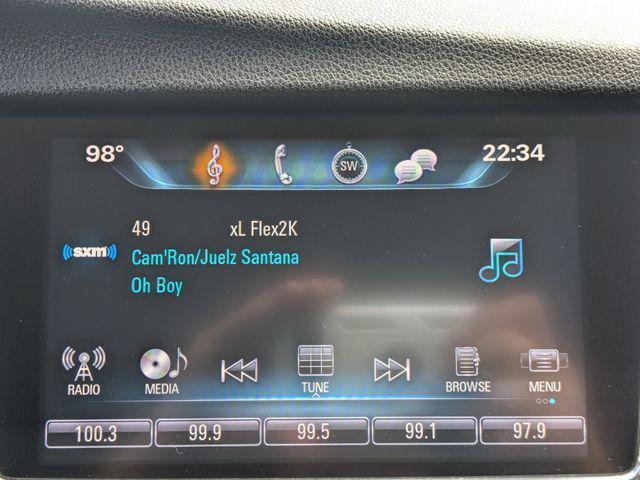 98° SW 22:34
49 xL Flex2K
sxm
Cam'Ron/Juelz Santana
Oh Boy
RADIO MEDIA TUNE BROWSE MENU
100.3 99.9 99.5 99.1 97.9